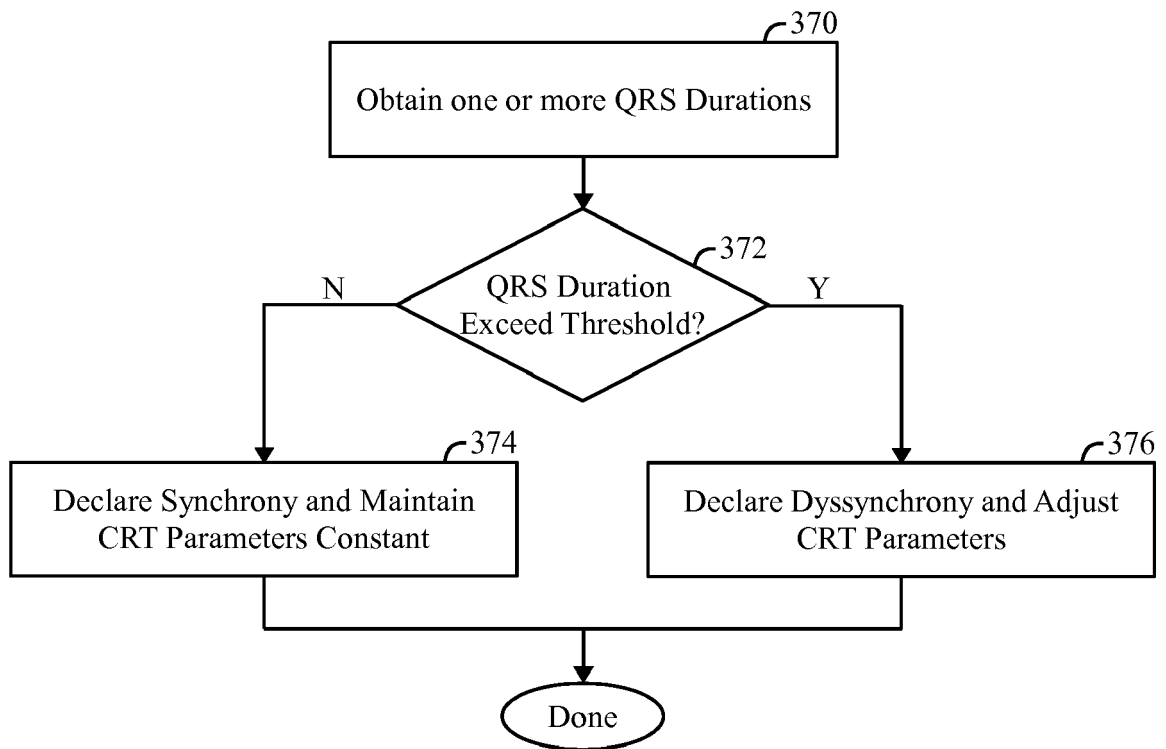 370
Obtain one or more QRS Durations
372
N
QRS Duration
Exceed Threshold?
Y
374
Declare Synchrony and Maintain
CRT Parameters Constant
376
Declare Dyssynchrony and Adjust
CRT Parameters
Done